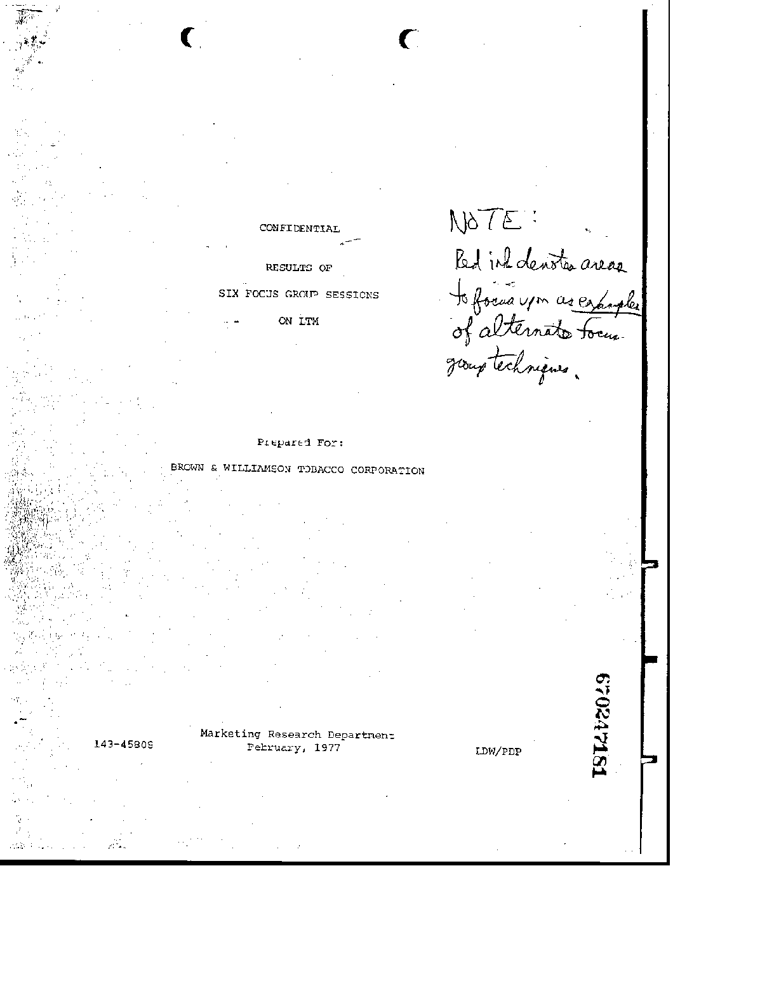 CONFIDENTIAL
RESULTS OF
SIX FOCUS GROUP SESSIONS
ON LTM
NOTE:
Red ink denotes areas
to focus upon as examples
of alternate focus
group techniques.
Prepared For:
BROWN & WILLIAMSON TOBACCO CORPORATION
Marketing Research Department
February, 1977
143-4580S
LDW/PDP
670247181